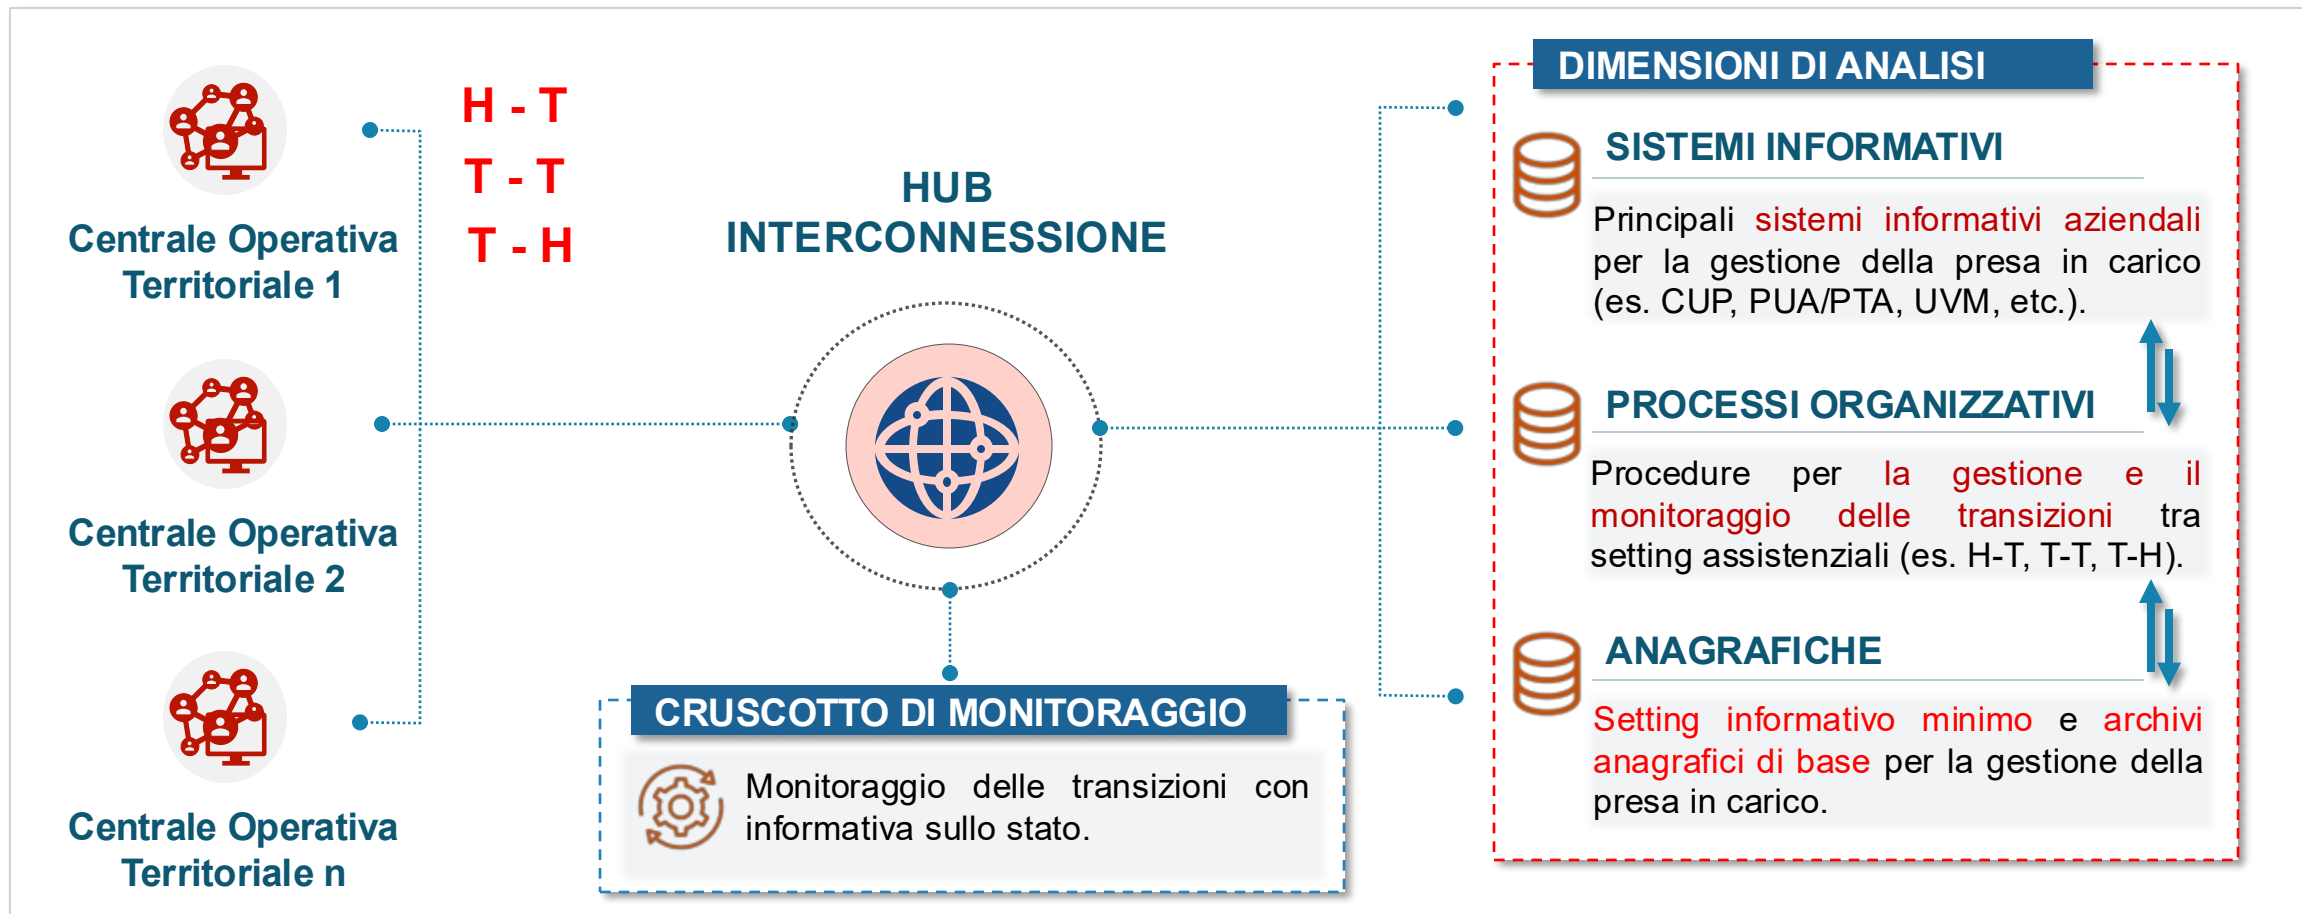 Centrale Operativa
Territoriale 1
Centrale Operativa
Territoriale 2
Centrale Operativa
Territoriale n
H - T
T - T
T - H
HUB
INTERCONNESSIONE
CRUSCOTTO DI MONITORAGGIO
Monitoraggio delle transizioni con
informativa sullo stato.
DIMENSIONI DI ANALISI
SISTEMI INFORMATIVI
Principali sistemi informativi aziendali
per la gestione della presa in carico
(es. CUP, PUA/PTA, UVM, etc.).
PROCESSI ORGANIZZATIVI
Procedure per la gestione e il
monitoraggio delle transizioni tra
setting assistenziali (es. H-T, T-T, T-H).
ANAGRAFICHE
Setting informativo minimo e archivi
anagrafici di base per la gestione della
presa in carico.